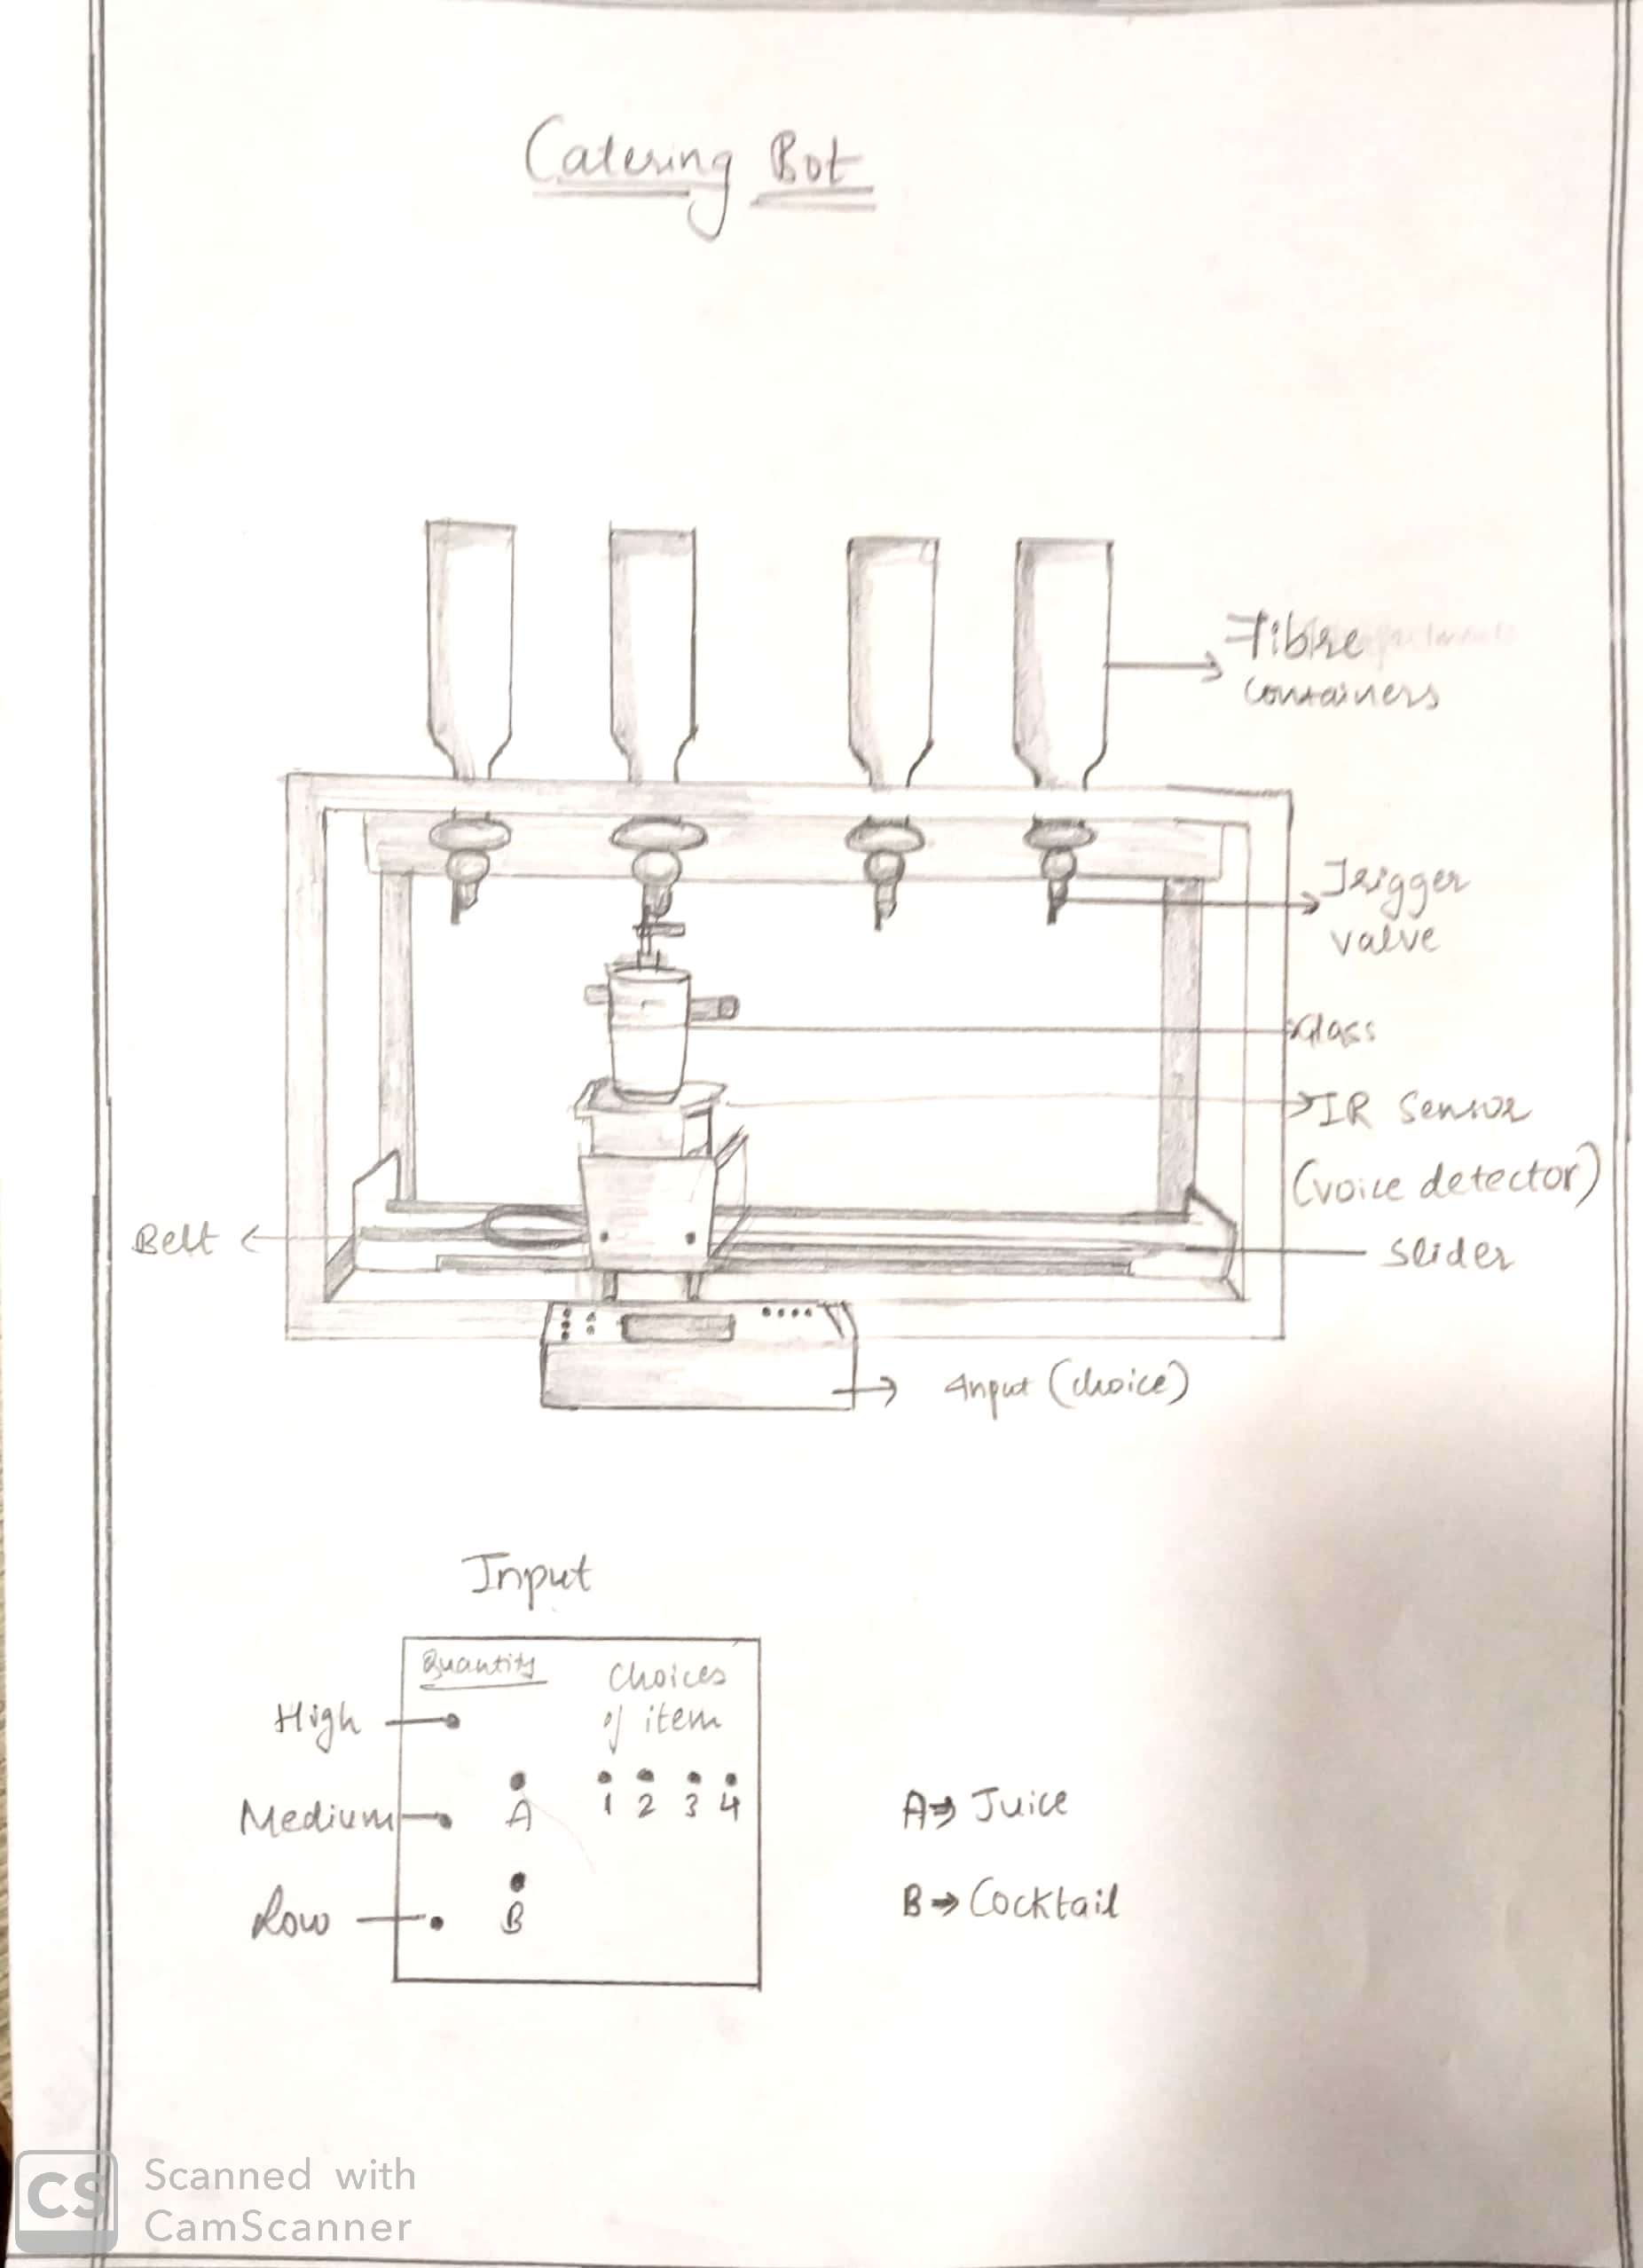 Catering Bot
Fibre
containers
Trigger
valve
Glass
IR Sensor
(voice detector)
Belt
slider
Input (choice)
Input
Quantity
Choices
of item
High
A
1 2 3 4
Medium
B
Low
A⇒ Juice
B⇒ Cocktail
CS
Scanned with
CamScanner